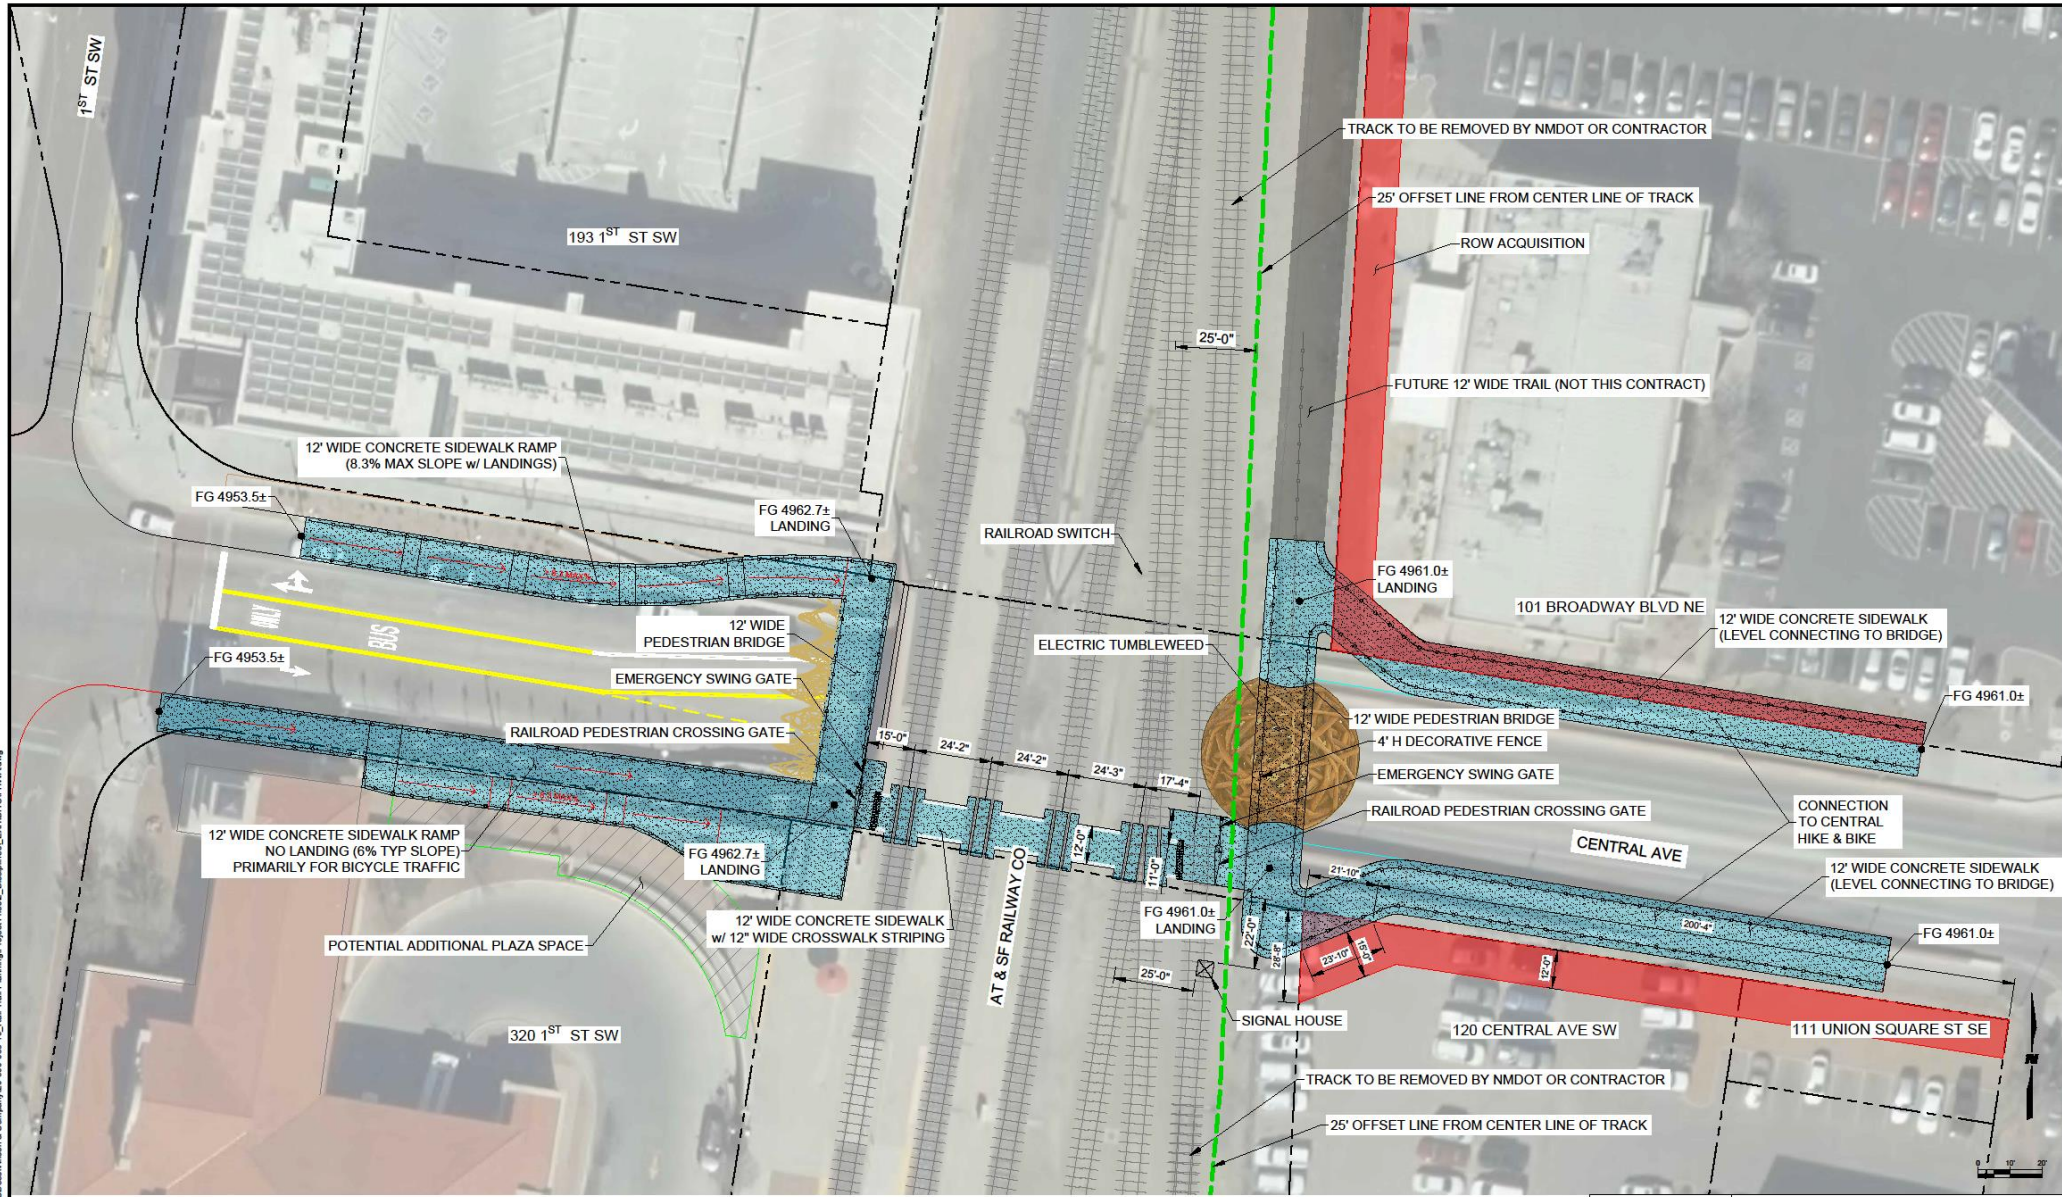 1ST ST SW
193 1ST ST SW
TRACK TO BE REMOVED BY NMDOT OR CONTRACTOR
25' OFFSET LINE FROM CENTER LINE OF TRACK
ROW ACQUISITION
25'-0"
FUTURE 12' WIDE TRAIL (NOT THIS CONTRACT)
12' WIDE CONCRETE SIDEWALK RAMP
(8.3% MAX SLOPE w/ LANDINGS)
FG 4953.5±
FG 4962.7±
LANDING
RAILROAD SWITCH
FG 4961.0±
LANDING
101 BROADWAY BLVD NE
12' WIDE CONCRETE SIDEWALK
(LEVEL CONNECTING TO BRIDGE)
ONLY
BUS
12' WIDE
PEDESTRIAN BRIDGE
ELECTRIC TUMBLEWEED
FG 4953.5±
EMERGENCY SWING GATE
FG 4961.0±
RAILROAD PEDESTRIAN CROSSING GATE
15'-0"
24'-2"
24'-2"
24'-3"
17'-4"
12' WIDE PEDESTRIAN BRIDGE
4' H DECORATIVE FENCE
EMERGENCY SWING GATE
RAILROAD PEDESTRIAN CROSSING GATE
CONNECTION
TO CENTRAL
HIKE & BIKE
12' WIDE CONCRETE SIDEWALK RAMP
NO LANDING (6% TYP SLOPE)
PRIMARILY FOR BICYCLE TRAFFIC
FG 4962.7±
LANDING
12'-0"
11'-0"
CENTRAL AVE
21'-10"
12' WIDE CONCRETE SIDEWALK
(LEVEL CONNECTING TO BRIDGE)
200'-4"
12' WIDE CONCRETE SIDEWALK
w/ 12" WIDE CROSSWALK STRIPING
AT & SF RAILWAY CO
FG 4961.0±
LANDING
22'-0"
28'-8"
23'-10"
15'-0"
12'-0"
FG 4961.0±
POTENTIAL ADDITIONAL PLAZA SPACE
25'-0"
SIGNAL HOUSE
320 1ST ST SW
120 CENTRAL AVE SW
111 UNION SQUARE ST SE
N
TRACK TO BE REMOVED BY NMDOT OR CONTRACTOR
25' OFFSET LINE FROM CENTER LINE OF TRACK
0 10' 20'